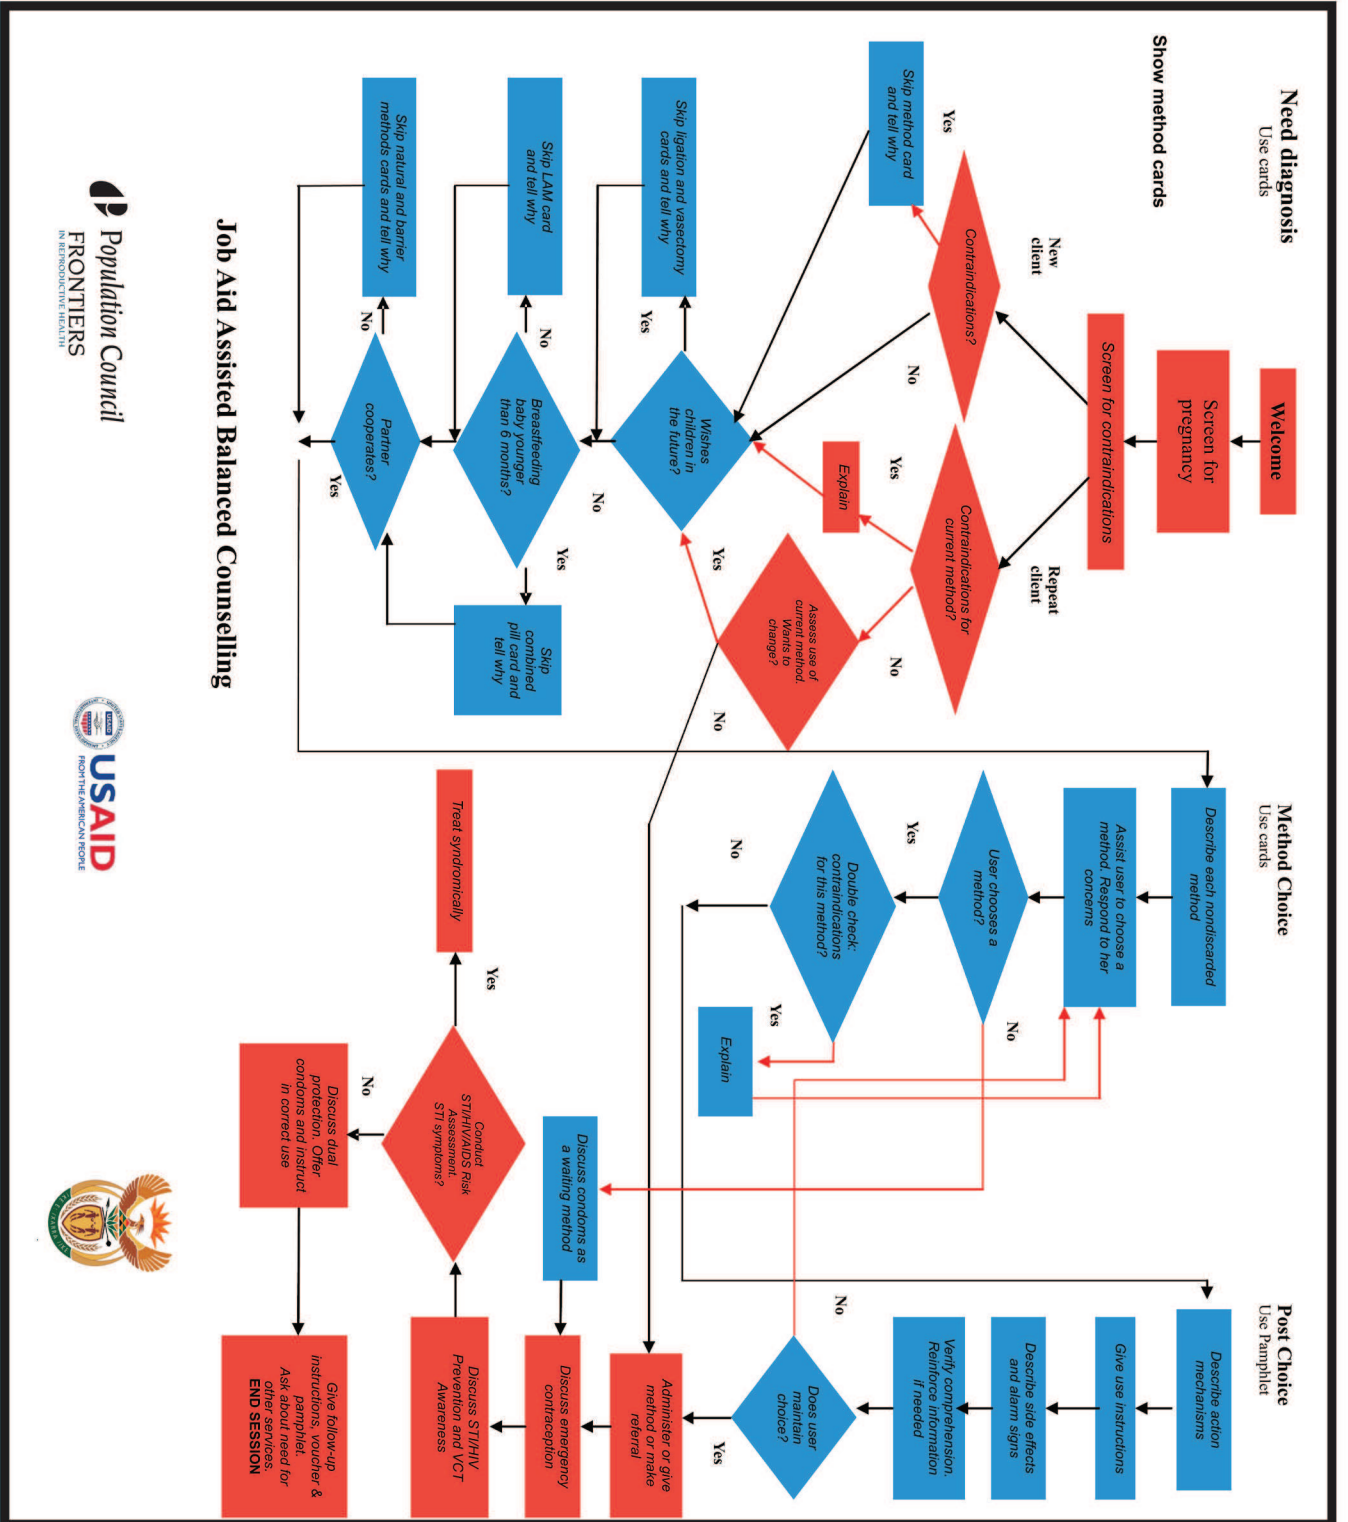 Need diagnosis
Use cards
Show method cards
Welcome
Screen for
pregnancy
Screen for contraindications
New
client
Repeat
client
Contraindications?
Yes
No
Skip method card
and tell why
Contraindications for
current method?
Yes
No
Explain
Assess use of
current method.
Wants to
change?
Yes
No
Wishes
children in
the future?
Yes
No
Skip ligation and vasectomy
cards and tell why
Breastfeeding
baby younger
than 6 months?
No
Yes
Skip LAM card
and tell why
Skip
combined
pill card and
tell why
Partner
cooperates?
No
Yes
Skip natural and barrier
methods cards and tell why
Method Choice
Use cards
Describe each nondiscarded
method
Assist user to choose a
method. Respond to her
concerns
User chooses a
method?
Yes
No
Double check:
contraindications
for this method?
No
Yes
Explain
Discuss condoms as
a waiting method
Post Choice
Use Pamphlet
Describe action
mechanisms
Give use instructions
Describe side effects
and alarm signs
Verify comprehension.
Reinforce information
if needed
Does user
maintain
choice?
No
Yes
Administer or give
method or make
referral
Discuss emergency
contraception
Discuss STI/HIV
Prevention and VCT
Awareness
Conduct
STI/HIV/AIDS Risk
Assessment.
STI symptoms?
Yes
No
Treat syndromically
Discuss dual
protection. Offer
condoms and instruct
in correct use
Give follow-up
instructions, voucher &
pamphlet.
Ask about need for
other services.
END SESSION
Job Aid Assisted Balanced Counselling
Population Council
FRONTIERS
IN REPRODUCTIVE HEALTH
USAID
USAID
FROM THE AMERICAN PEOPLE